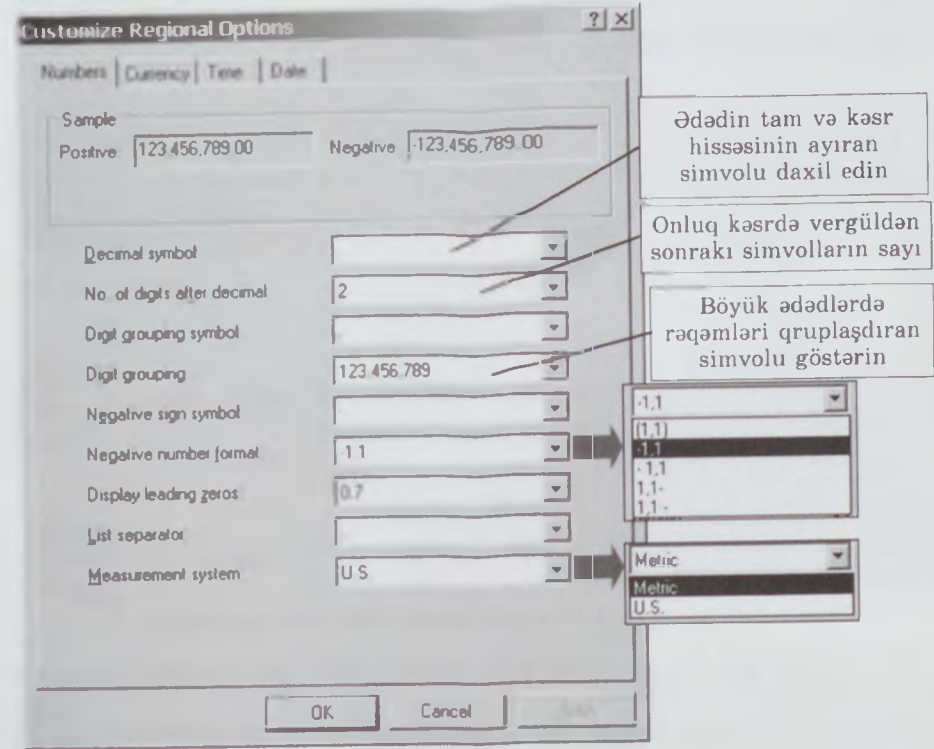 Customize Regional Options
Numbers Currency Time Date
Sample
Positive 123,456,789.00 Negative -123,456,789.00
Decimal symbol
No. of digits after decimal 2
Digit grouping symbol
Digit grouping 123 456 789
Negative sign symbol
Negative number format -1.1
Display leading zeros 0.7
List separator
Measurement system U.S.
OK Cancel
Ədədin tam və kəsr
hissəsinin ayıran
simvolu daxil edin
Onluq kəsrdə vergüldən
sonrakı simvolların sayı
Böyük ədədlərdə
rəqəmləri qruplaşdıran
simvolu göstərin
-1,1
(1,1)
-1,1
- 1,1
1,1-
1,1 -
Metric
Metric
U.S.